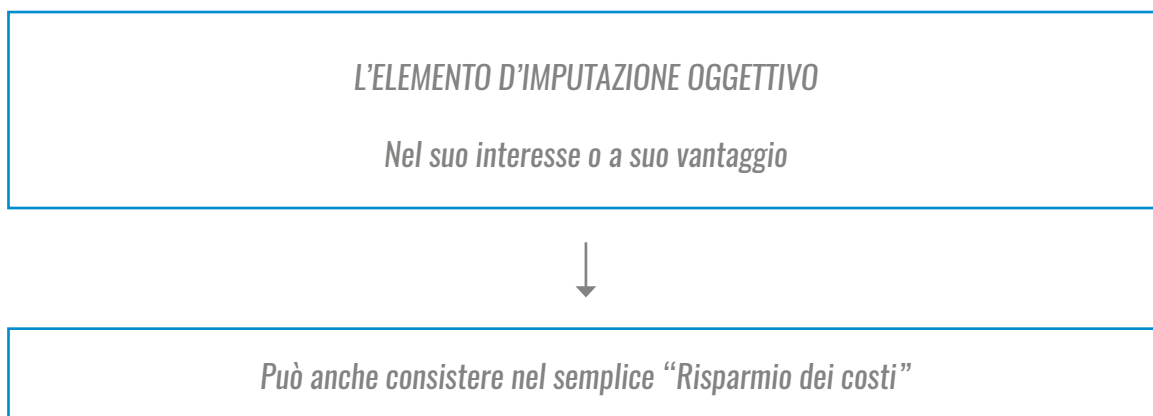 L’ELEMENTO D’IMPUTAZIONE OGGETTIVO
Nel suo interesse o a suo vantaggio
Può anche consistere nel semplice “Risparmio dei costi”